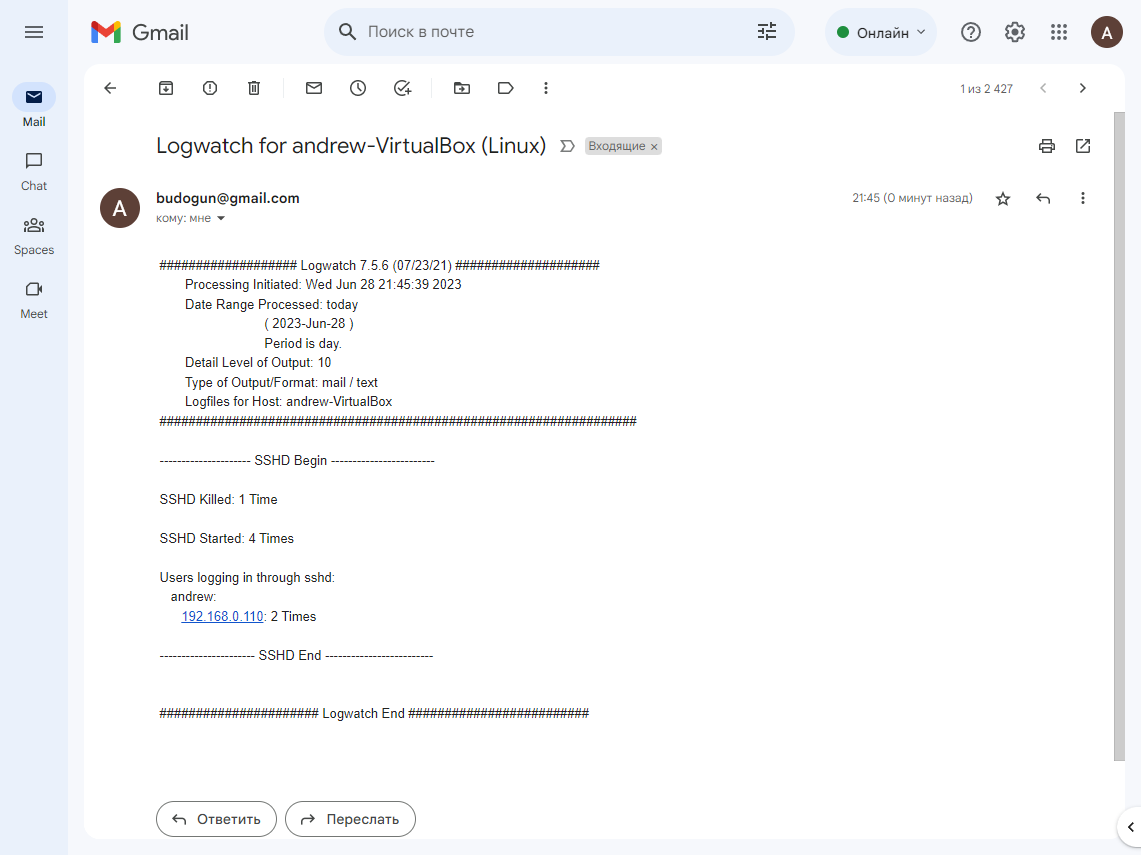 Gmail
Поиск в почте
Онлайн
A
Mail
Chat
Spaces
Meet
1 из 2 427
Logwatch for andrew-VirtualBox (Linux)
Входящие ×
A
budogun@gmail.com
21:45 (0 минут назад)
кому: мне
################### Logwatch 7.5.6 (07/23/21) ####################
Processing Initiated: Wed Jun 28 21:45:39 2023
Date Range Processed: today
( 2023-Jun-28 )
Period is day.
Detail Level of Output: 10
Type of Output/Format: mail / text
Logfiles for Host: andrew-VirtualBox
##################################################################
--------------------- SSHD Begin ------------------------
SSHD Killed: 1 Time
SSHD Started: 4 Times
Users logging in through sshd:
andrew:
192.168.0.110: 2 Times
---------------------- SSHD End -------------------------
###################### Logwatch End #########################
Ответить
Переслать